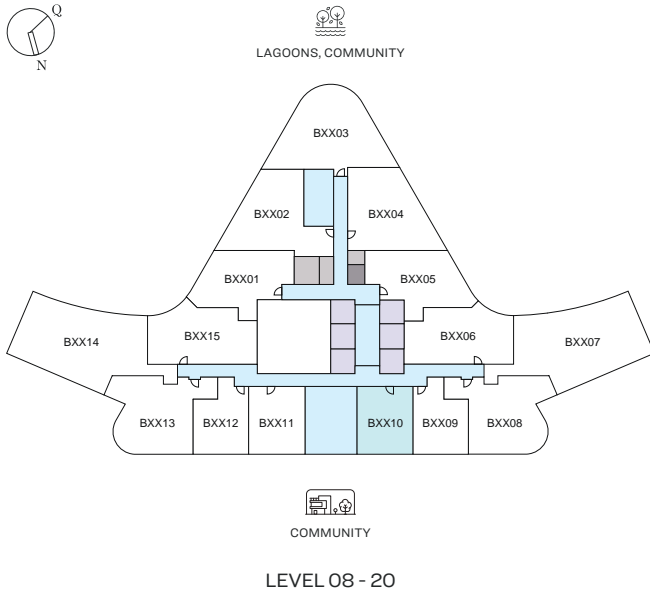 Q
N
LAGOONS, COMMUNITY
BXX03
BXX02
BXX04
BXX01
BXX05
BXX14
BXX15
BXX06
BXX07
BXX13
BXX12
BXX11
BXX10
BXX09
BXX08
COMMUNITY
LEVEL 08 - 20